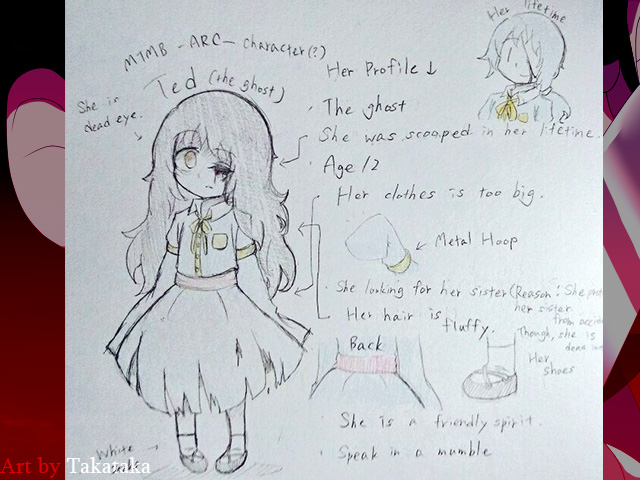 Her lifetime
MTMB -ARC- character(?)
Ted (the ghost)
She is
dead eye.
Her Profile ↓
· The ghost
· She was scooped in her lifetime.
· Age 12
Her clothes is too big.
← Metal Hoop
· She looking for her sister (Reason: She
her sister
from
Though, she is
dead
Her hair is
fluffy.
Back
Her
shoes
· She is a friendly spirit.
· Speak in a mumble
White →
Art by Takataka